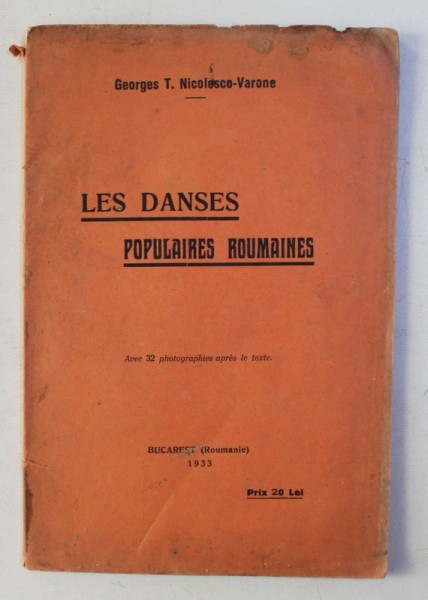 Georges T. Nicolesco-Varone
LES DANSES
POPULAIRES ROUMAINES
Avec 32 photographies après le texte.
BUCAREST (Roumanie)
1933
Prix 20 Lei